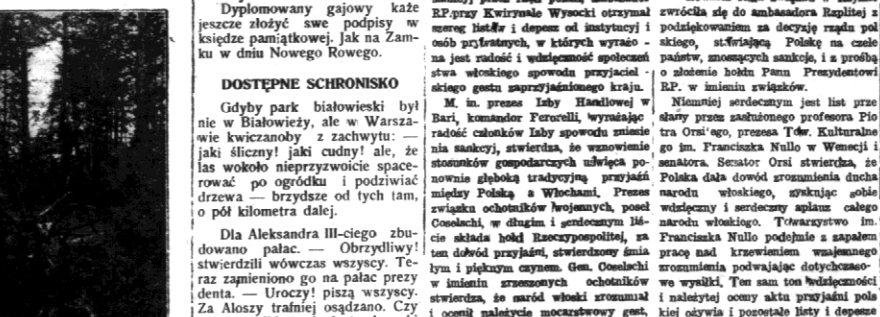 Dyplomowany gajowy każe
jeszcze złożyć swe podpisy w
księdze pamiątkowej. Jak na Zam-
ku w dniu Nowego Rowego.
DOSTĘPNE SCHRONISKO
Gdyby park białowieski był
nie w Białowieży, ale w Warsza-
wie kwiczanoby z zachwytu: —
jaki śliczny! jaki cudny! ale, że
las wokoło nieprzyzwoicie space-
rować po ogródku i podziwiać
drzewa — brzydsze od tych tam,
o pół kilometra dalej.
Dla Aleksandra III-ciego zbu-
dowano pałac. — Obrzydliwy!
stwierdzili wówczas wszyscy. Te-
raz zamieniono go na pałac prezy
denta. — Uroczy! piszą wszyscy.
Za Aloszy trafniej osądzano. Czy
RP. przy Kwirynale Wysocki otrzymał
szereg listów i depesz od instytucyj i
osób prywatnych, w których wyrażo -
na jest radość i wdzięczność społeczeń
stwa włoskiego spowodu przyjaciel -
skiego gestu zaprzyjaźnionego kraju.
M. in. prezes Izby Handlowej w
Bari, komandor Ferorelli, wyrażając
radość członków Izby spowodu zniesie
nia sankcyj, stwierdza, że wznowienie
stosunków gospodarczych uświęca po-
nownie głęboką tradycyjną przyjaźń
między Polską a Włochami. Prezes
związku ochotników wojennych, poseł
Coselschi, w długim i serdecznym liś-
cie składa hołd Rzeczypospolitej, za
ten dowód przyjaźni, stwierdzony śmia
łym i pięknym czynem. Gen. Coselschi
w imieniu zrzeszonych ochotników
stwierdza, że naród włoski zrozumiał
i ocenił należycie mocarstwowy gest,
zwróciła się do ambasadora Rzplitej z
podziękowaniem za decyzję rządu pol
skiego, stawiającą Polskę na czele
państw, znoszących sankcje, i z prośbą
o złożenie hołdu Panu Prezydentowi
RP. w imieniu związków.
Niemniej serdecznym jest list prze
słany przez zasłużonego profesora Pio
tra Orsi'ego, prezesa Tow. Kulturalne
go im. Franciszka Nullo w Wenecji i
senatora. Senator Orsi stwierdza, że
Polska dała dowód zrozumienia ducha
narodu włoskiego, zyskując sobie
wdzięczny i serdeczny aplauz całego
narodu włoskiego. Towarzystwo im.
Franciszka Nullo podejmie z zapałem
pracę nad krzewieniem wzajemnego
zrozumienia podwajając dotychczaso-
we wysiłki. Ten sam ton wdzięczności
i należytej oceny aktu przyjaźni pols
kiej ożywia i pozostałe listy i depesze